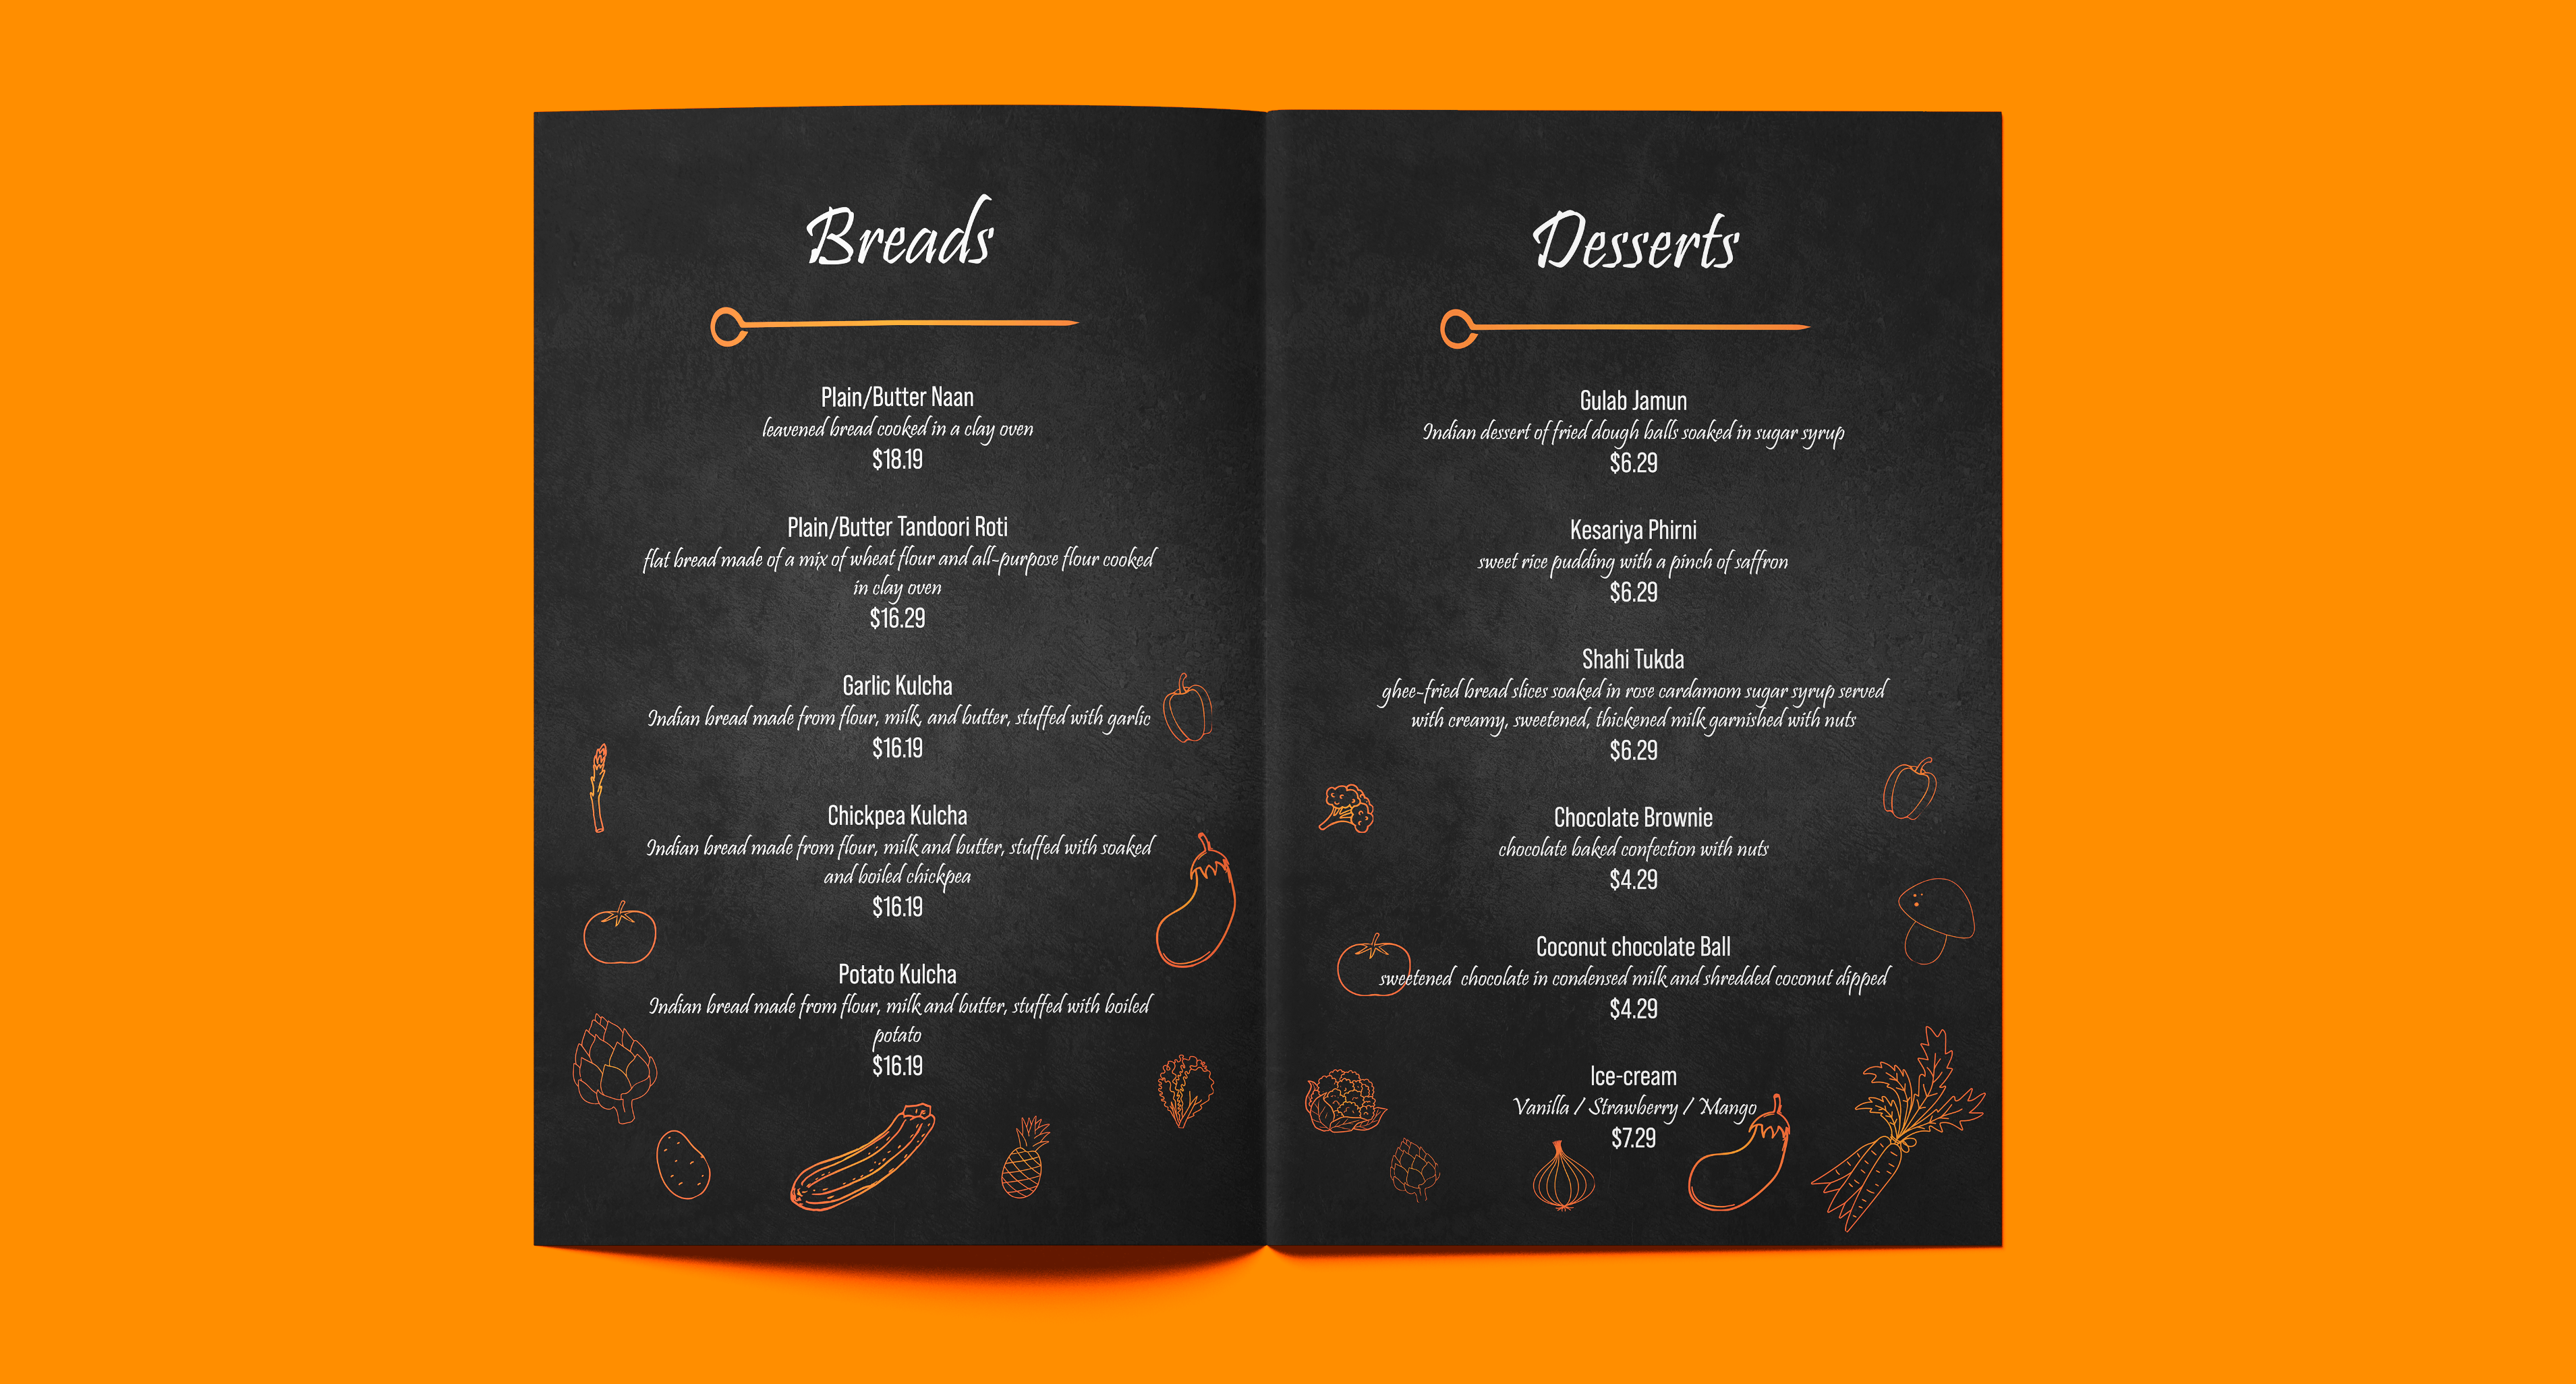 Breads
Plain/Butter Naan
leavened bread cooked in a clay oven
$18.19
Plain/Butter Tandoori Roti
flat bread made of a mix of wheat flour and all-purpose flour cooked
in clay oven
$16.29
Garlic Kulcha
Indian bread made from flour, milk, and butter, stuffed with garlic
$16.19
Chickpea Kulcha
Indian bread made from flour, milk and butter, stuffed with soaked
and boiled chickpea
$16.19
Potato Kulcha
Indian bread made from flour, milk and butter, stuffed with boiled
potato
$16.19
Desserts
Gulab Jamun
Indian dessert of fried dough balls soaked in sugar syrup
$6.29
Kesariya Phirni
sweet rice pudding with a pinch of saffron
$6.29
Shahi Tukda
ghee-fried bread slices soaked in rose cardamom sugar syrup served
with creamy, sweetened, thickened milk garnished with nuts
$6.29
Chocolate Brownie
chocolate baked confection with nuts
$4.29
Coconut chocolate Ball
sweetened chocolate in condensed milk and shredded coconut dipped
$4.29
Ice-cream
Vanilla / Strawberry / Mango
$7.29